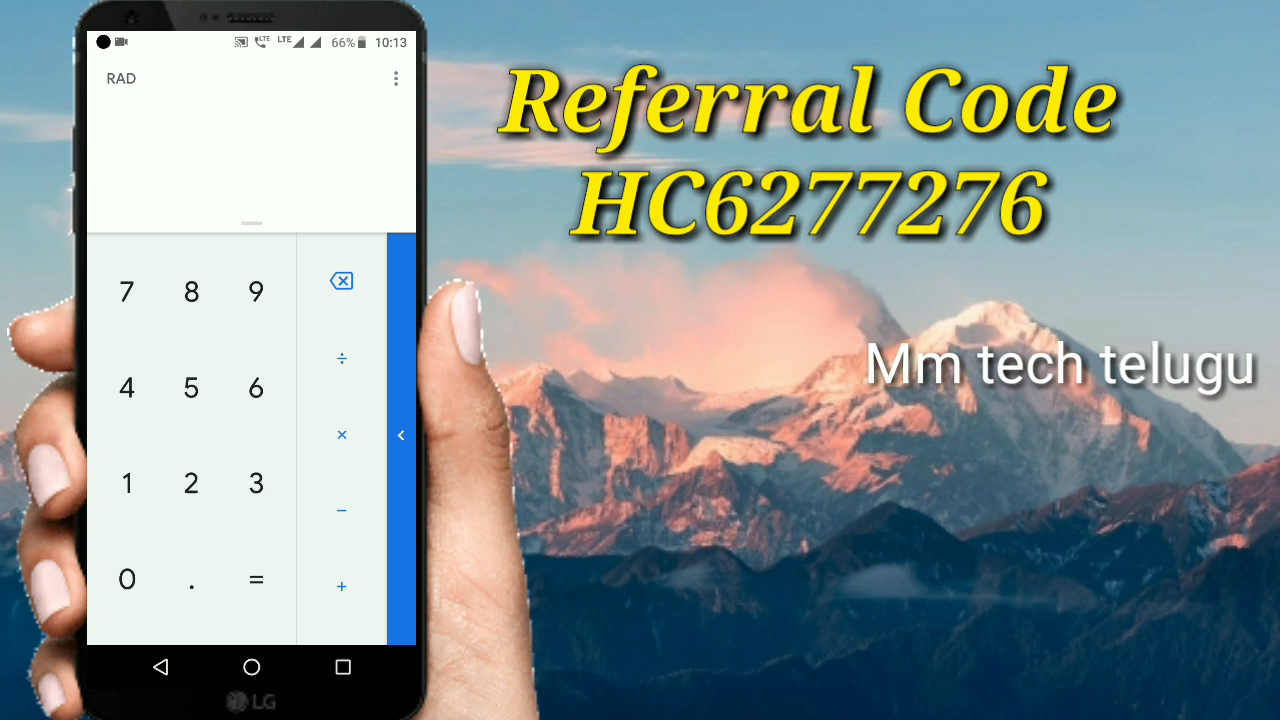 LTE LTE 66% 10:13
RAD
7 8 9
÷
4 5 6
×
1 2 3
−
0 . =
+
LG
Referral Code
HC6277276
Mm tech telugu